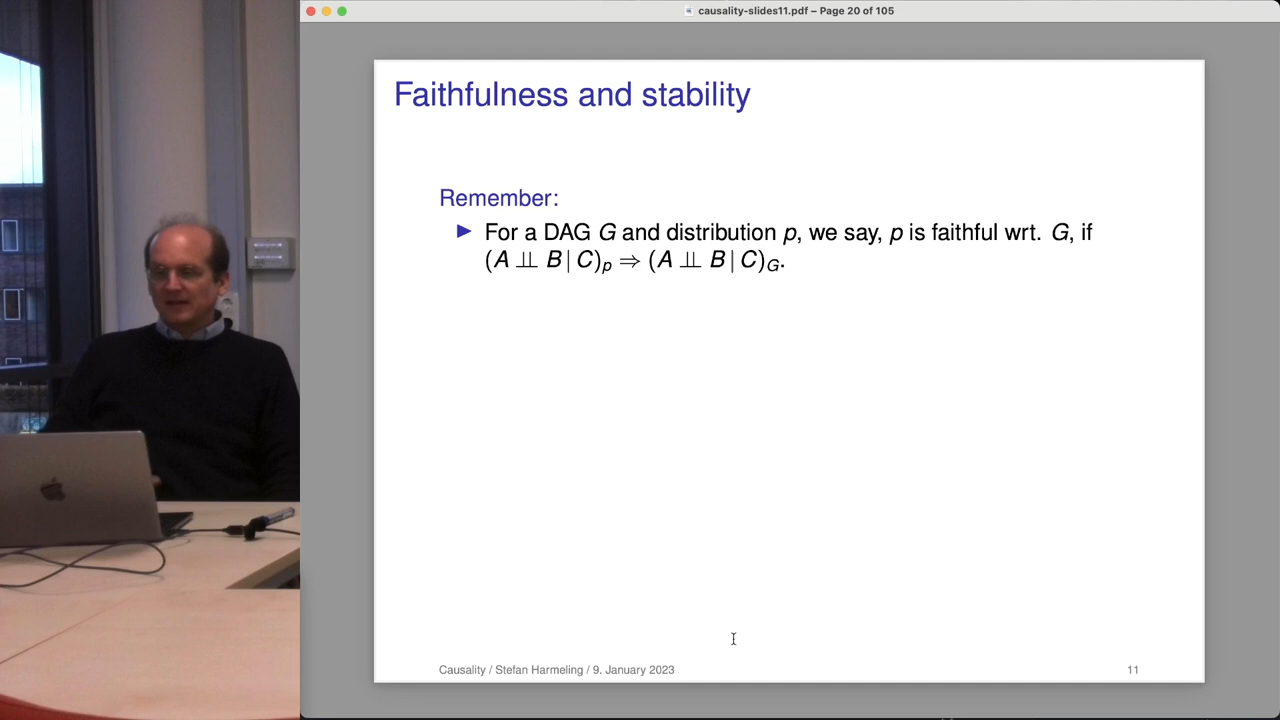 causality-slides11.pdf – Page 20 of 105
Faithfulness and stability
Remember:
▶ For a DAG G and distribution p, we say, p is faithful wrt. G, if
(A ⫫ B | C)p ⇒ (A ⫫ B | C)G.
Causality / Stefan Harmeling / 9. January 2023
11